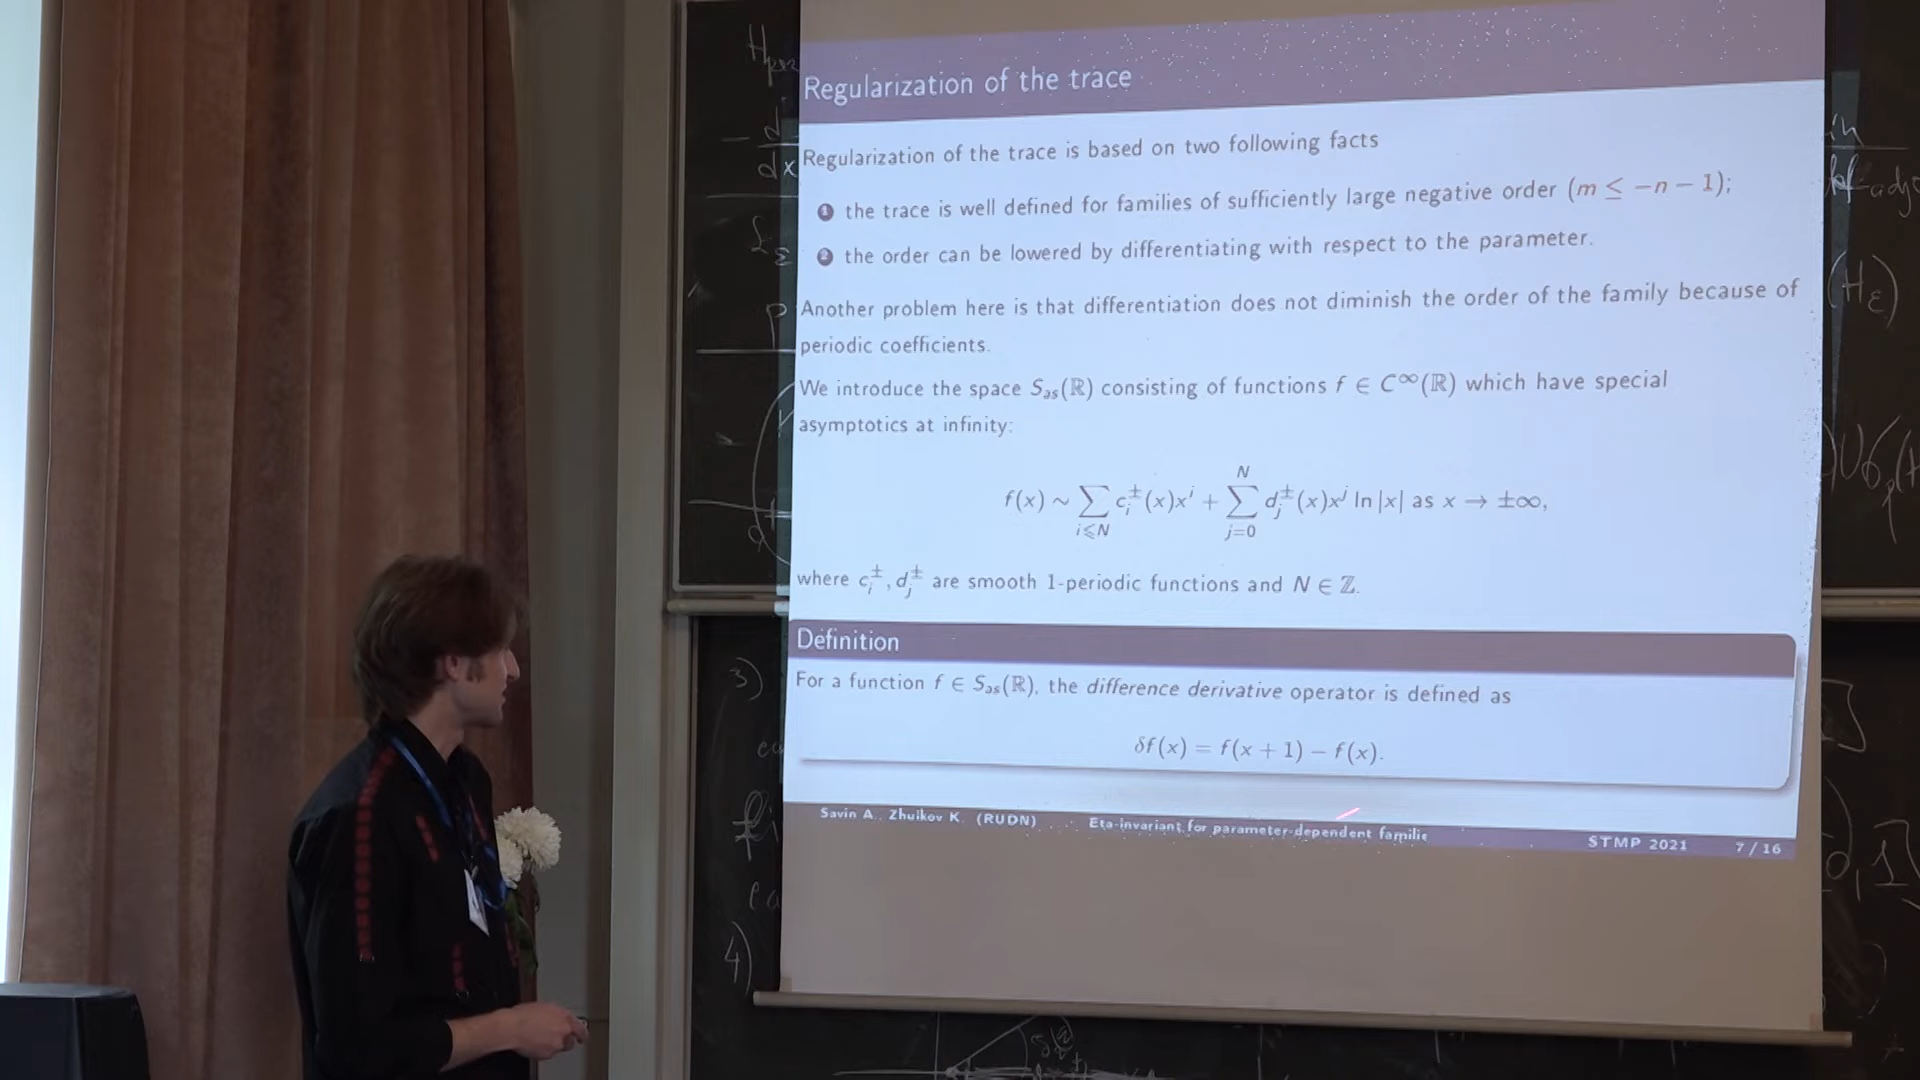 Regularization of the trace
Regularization of the trace is based on two following facts
1 the trace is well defined for families of sufficiently large negative order (m ≤ −n − 1);
2 the order can be lowered by differentiating with respect to the parameter.
Another problem here is that differentiation does not diminish the order of the family because of
periodic coefficients.
We introduce the space S_as(ℝ) consisting of functions f ∈ C^∞(ℝ) which have special
asymptotics at infinity:
f(x) ∼ ∑_{i⩽N} c_i^±(x)x^i + ∑_{j=0}^{N} d_j^±(x)x^j ln |x| as x → ±∞,
where c_i^±, d_j^± are smooth 1-periodic functions and N ∈ ℤ.
Definition
For a function f ∈ S_as(ℝ), the difference derivative operator is defined as
δf(x) = f(x + 1) − f(x).
Savin A., Zhuikov K. (RUDN) Eta-invariant for parameter-dependent familie STMP 2021 7 / 16
3)
4)
(H_ε)